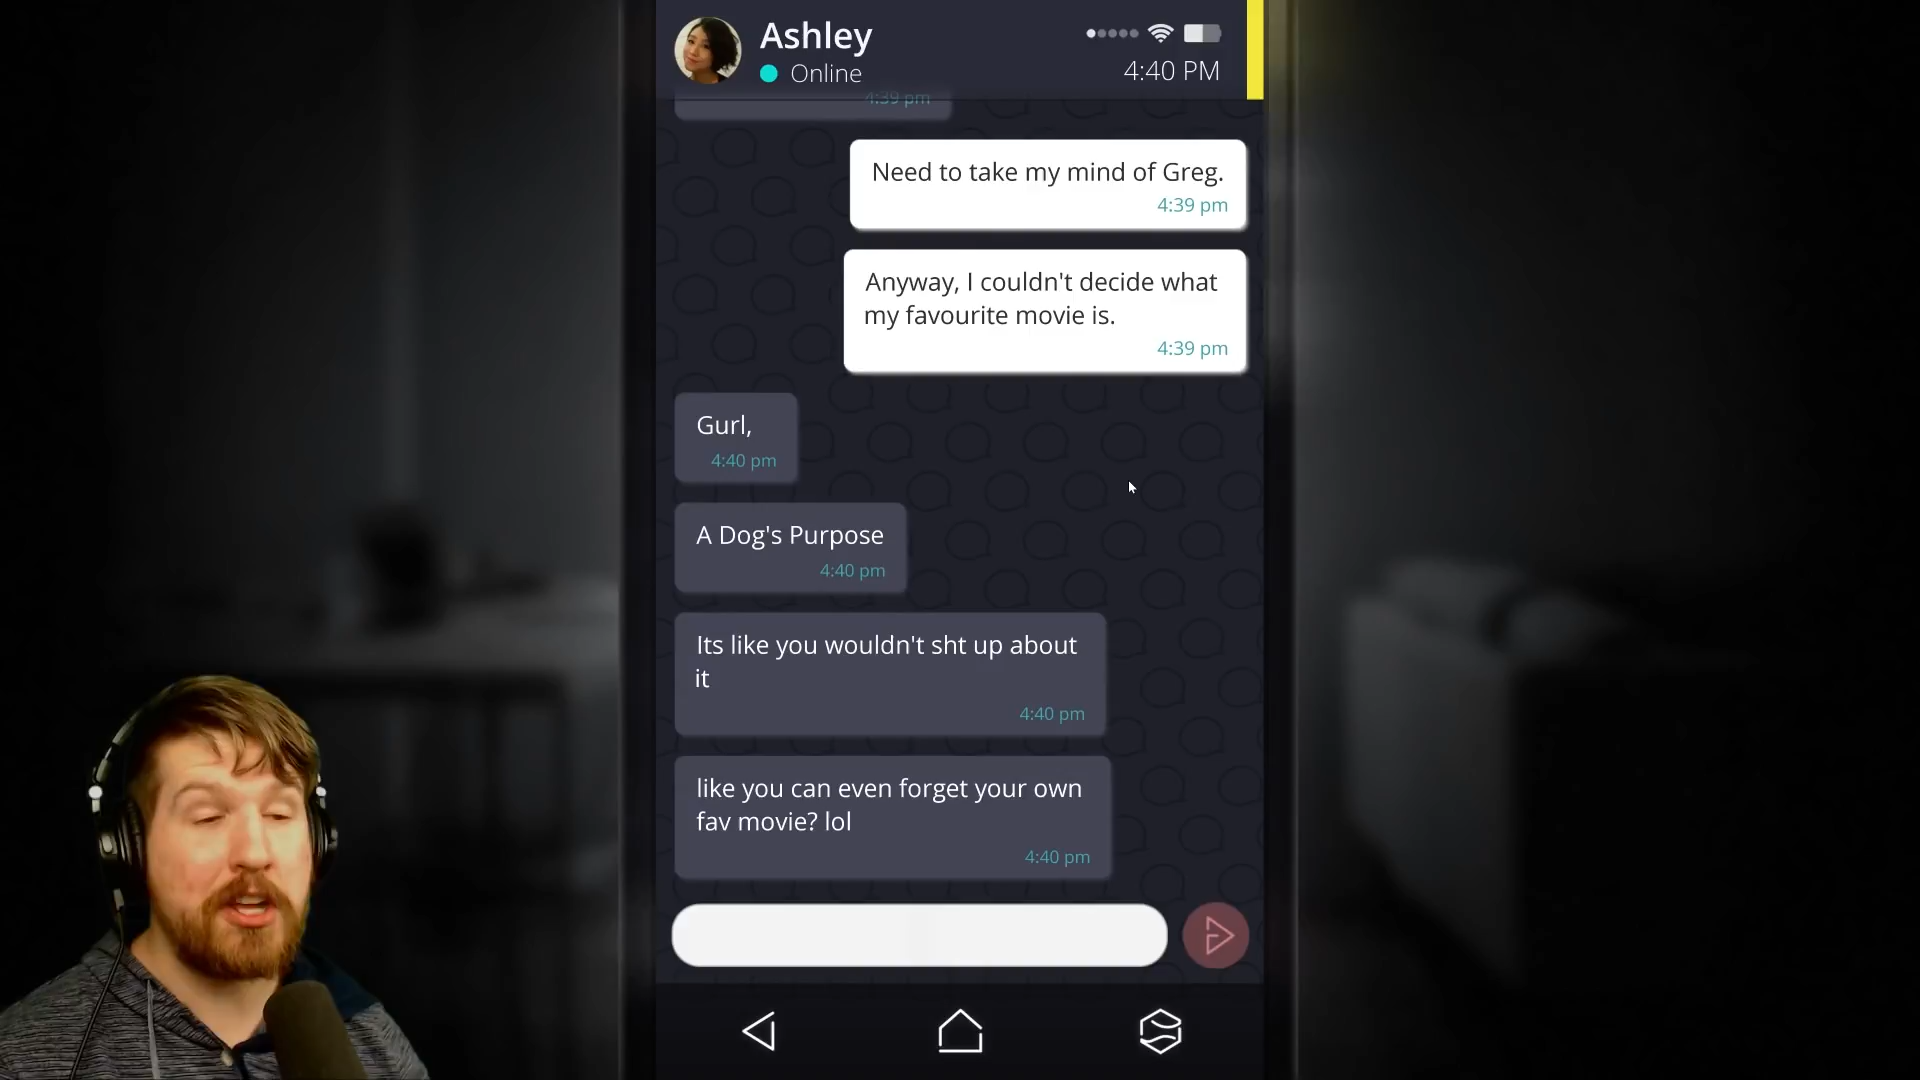 Ashley
Online
4:40 PM
4:39 pm
Need to take my mind of Greg.
4:39 pm
Anyway, I couldn't decide what
my favourite movie is.
4:39 pm
Gurl,
4:40 pm
A Dog's Purpose
4:40 pm
Its like you wouldn't sht up about
it
4:40 pm
like you can even forget your own
fav movie? lol
4:40 pm